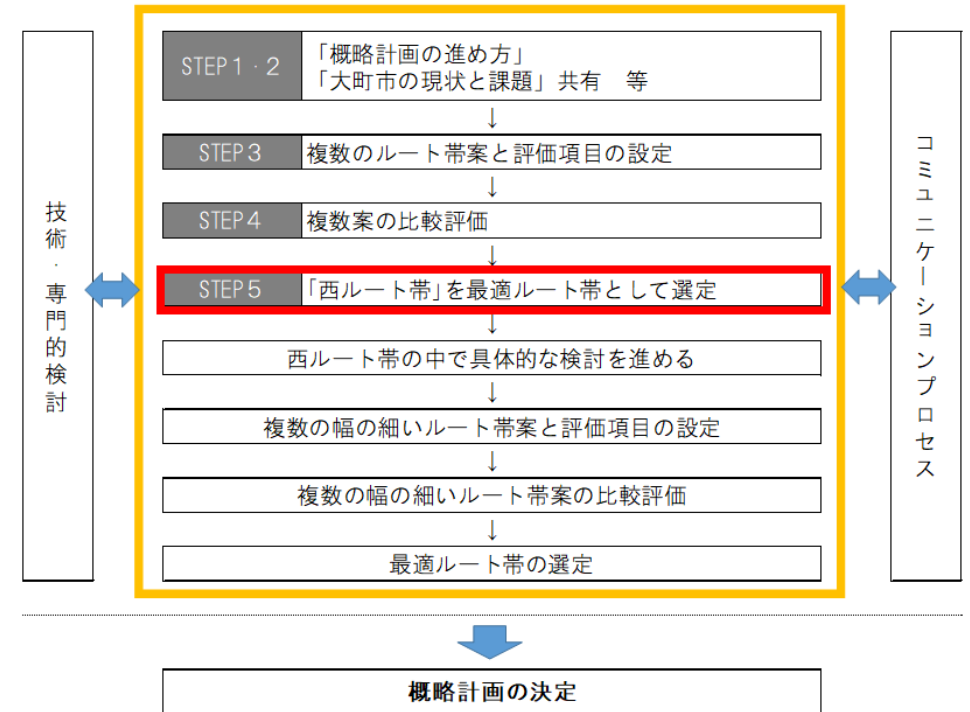 STEP1・2
「概略計画の進め方」
「大町市の現状と課題」共有　等
↓
STEP3
複数のルート帯案と評価項目の設定
↓
STEP4
複数案の比較評価
↓
STEP5
「西ルート帯」を最適ルート帯として選定
↓
西ルート帯の中で具体的な検討を進める
↓
複数の幅の細いルート帯案と評価項目の設定
↓
複数の幅の細いルート帯案の比較評価
↓
最適ルート帯の選定
技術・専門的検討
コミュニケーションプロセス
概略計画の決定